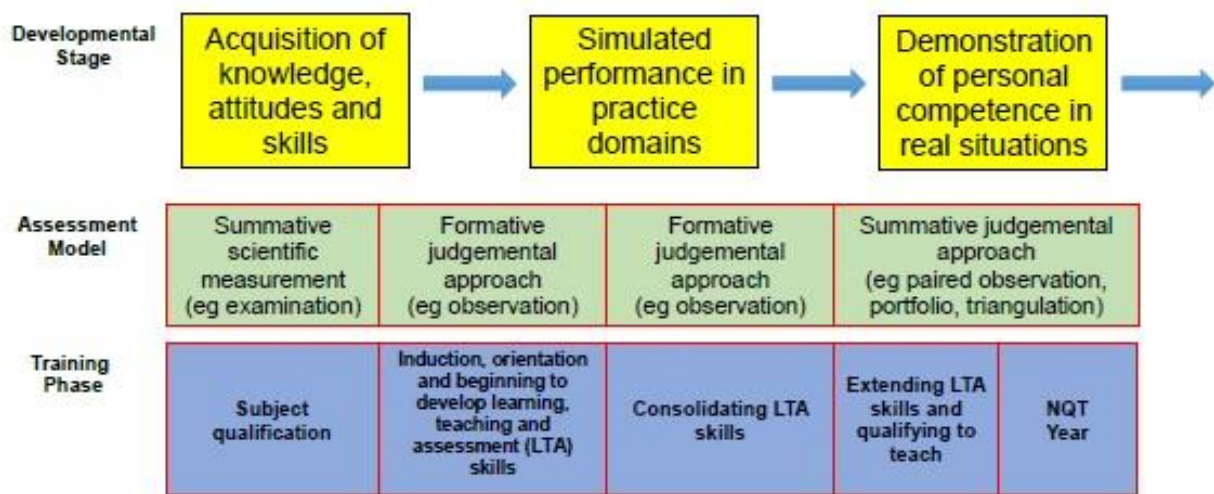 Developmental
Stage
Acquisition of
knowledge,
attitudes and
skills
Simulated
performance in
practice
domains
Demonstration
of personal
competence in
real situations
Assessment
Model
Summative
scientific
measurement
(eg examination)
Formative
judgemental
approach
(eg observation)
Formative
judgemental
approach
(eg observation)
Summative judgemental
approach
(eg paired observation,
portfolio, triangulation)
Training
Phase
Subject
qualification
Induction, orientation
and beginning to
develop learning,
teaching and
assessment (LTA)
skills
Consolidating LTA
skills
Extending LTA
skills and
qualifying to
teach
NQT
Year